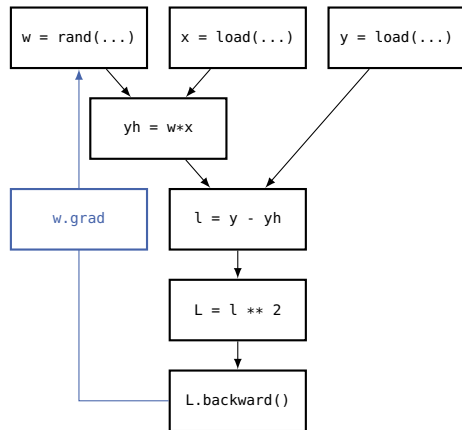 w = rand(...)
x = load(...)
y = load(...)
yh = w*x
w.grad
l = y - yh
L = l ** 2
L.backward()